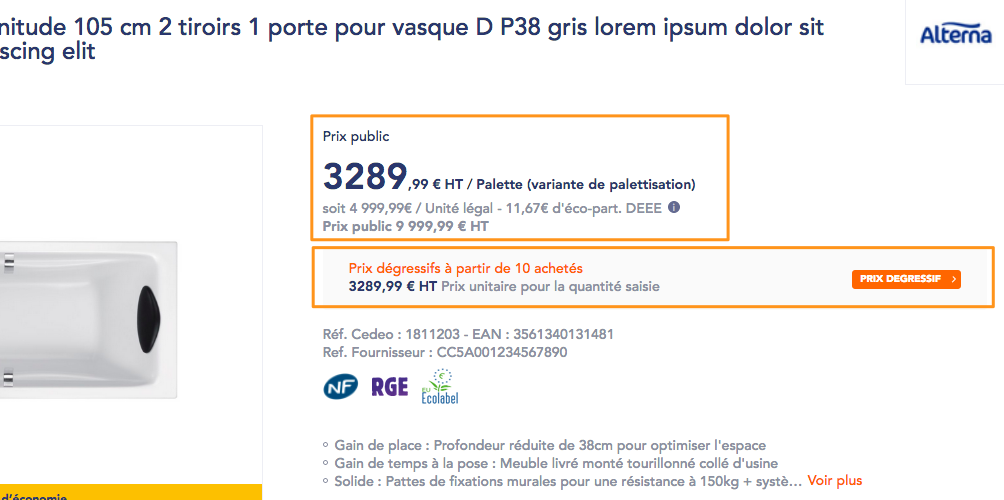 nitude 105 cm 2 tiroirs 1 porte pour vasque D P38 gris lorem ipsum dolor sit
scing elit
Alterna
Prix public
3289,99 € HT / Palette (variante de palettisation)
soit 4 999,99€ / Unité légal - 11,67€ d'éco-part. DEEE i
Prix public 9 999,99 € HT
Prix dégressifs à partir de 10 achetés
3289,99 € HT Prix unitaire pour la quantité saisie
PRIX DEGRESSIF >
Réf. Cedeo : 1811203 - EAN : 3561340131481
Ref. Fournisseur : CC5A001234567890
NF RGE EU Ecolabel
Gain de place : Profondeur réduite de 38cm pour optimiser l'espace
Gain de temps à la pose : Meuble livré monté tourillonné collé d'usine
Solide : Pattes de fixations murales pour une résistance à 150kg + systè... Voir plus
d'économie